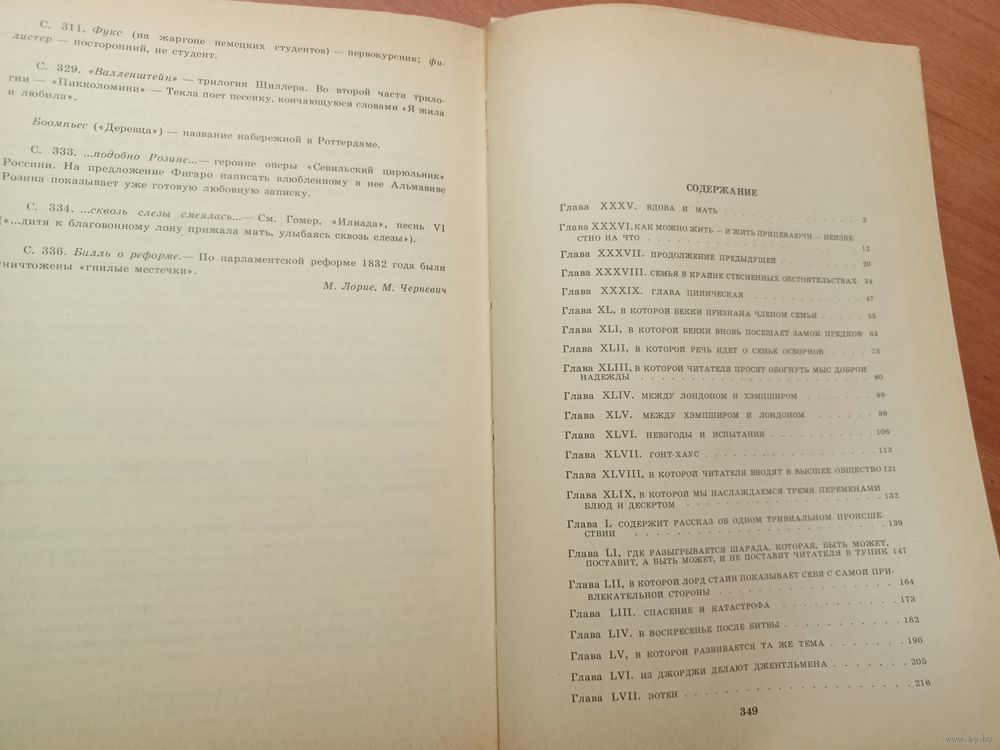 С. 311. Фукс (на жаргоне немецких студентов) — первокурсник; фи-
листер — посторонний, не студент.
С. 329. «Валленштейн» — трилогия Шиллера. Во второй части трило-
гии — «Пикколомини» — Текла поет песенку, кончающуюся словами «Я жила
и любила».
Боомпьес («Деревца») — название набережной в Роттердаме.
С. 333. ...подобно Розине...— героине оперы «Севильский цирюльник»
Россини. На предложение Фигаро написать влюбленному в нее Альмавиве
Розина показывает уже готовую любовную записку.
С. 334. ...сквозь слезы смеялась...— См. Гомер, «Илиада», песнь VI
(«...дитя к благовонному лону прижала мать, улыбаясь сквозь слезы»).
С. 336. Билль о реформе.— По парламентской реформе 1832 года были
уничтожены «гнилые местечки».
М. Лорие, М. Черневич
СОДЕРЖАНИЕ
Глава XXXV. ВДОВА И МАТЬ . . . . . . . . . . . . 3
Глава XXXVI. КАК МОЖНО ЖИТЬ — И ЖИТЬ ПРИПЕВАЮЧИ — НЕИЗВЕ-
СТНО НА ЧТО . . . . . . . . . . . . . . . . 12
Глава XXXVII. ПРОДОЛЖЕНИЕ ПРЕДЫДУЩЕЙ . . . . . . . 20
Глава XXXVIII. СЕМЬЯ В КРАЙНЕ СТЕСНЕННЫХ ОБСТОЯТЕЛЬСТВАХ 34
Глава XXXIX. ГЛАВА ЦИНИЧЕСКАЯ . . . . . . . . . . 47
Глава XL, В КОТОРОЙ БЕККИ ПРИЗНАНА ЧЛЕНОМ СЕМЬИ . . . . . 55
Глава XLI, В КОТОРОЙ БЕККИ ВНОВЬ ПОСЕЩАЕТ ЗАМОК ПРЕДКОВ 63
Глава XLII, В КОТОРОЙ РЕЧЬ ИДЕТ О СЕМЬЕ ОСБОРНОВ . . . . 73
Глава XLIII, В КОТОРОЙ ЧИТАТЕЛЯ ПРОСЯТ ОБОГНУТЬ МЫС ДОБРОЙ
НАДЕЖДЫ . . . . . . . . . . . . . . . . . . 80
Глава XLIV. МЕЖДУ ЛОНДОНОМ И ХЭМПШИРОМ . . . . . . 89
Глава XLV. МЕЖДУ ХЭМПШИРОМ И ЛОНДОНОМ . . . . . . 98
Глава XLVI. НЕВЗГОДЫ И ИСПЫТАНИЯ . . . . . . . . . 106
Глава XLVII. ГОНТ-ХАУС . . . . . . . . . . . . . 113
Глава XLVIII, В КОТОРОЙ ЧИТАТЕЛЯ ВВОДЯТ В ВЫСШЕЕ ОБЩЕСТВО 121
Глава XLIX, В КОТОРОЙ МЫ НАСЛАЖДАЕМСЯ ТРЕМЯ ПЕРЕМЕНАМИ
БЛЮД И ДЕСЕРТОМ . . . . . . . . . . . . . . . 132
Глава L СОДЕРЖИТ РАССКАЗ ОБ ОДНОМ ТРИВИАЛЬНОМ ПРОИСШЕ-
СТВИИ . . . . . . . . . . . . . . . . . . . 139
Глава LI, ГДЕ РАЗЫГРЫВАЕТСЯ ШАРАДА, КОТОРАЯ, БЫТЬ МОЖЕТ,
ПОСТАВИТ, А БЫТЬ МОЖЕТ, И НЕ ПОСТАВИТ ЧИТАТЕЛЯ В ТУПИК 147
Глава LII, В КОТОРОЙ ЛОРД СТАЙН ПОКАЗЫВАЕТ СЕБЯ С САМОЙ ПРИ-
ВЛЕКАТЕЛЬНОЙ СТОРОНЫ . . . . . . . . . . . . . 164
Глава LIII. СПАСЕНИЕ И КАТАСТРОФА . . . . . . . . . 173
Глава LIV. В ВОСКРЕСЕНЬЕ ПОСЛЕ БИТВЫ . . . . . . . . 182
Глава LV, В КОТОРОЙ РАЗВИВАЕТСЯ ТА ЖЕ ТЕМА . . . . . . 190
Глава LVI. ИЗ ДЖОРДЖИ ДЕЛАЮТ ДЖЕНТЛЬМЕНА . . . . . . 205
Глава LVII. ЭОТЕН . . . . . . . . . . . . . . . 216
349
www.ay.by